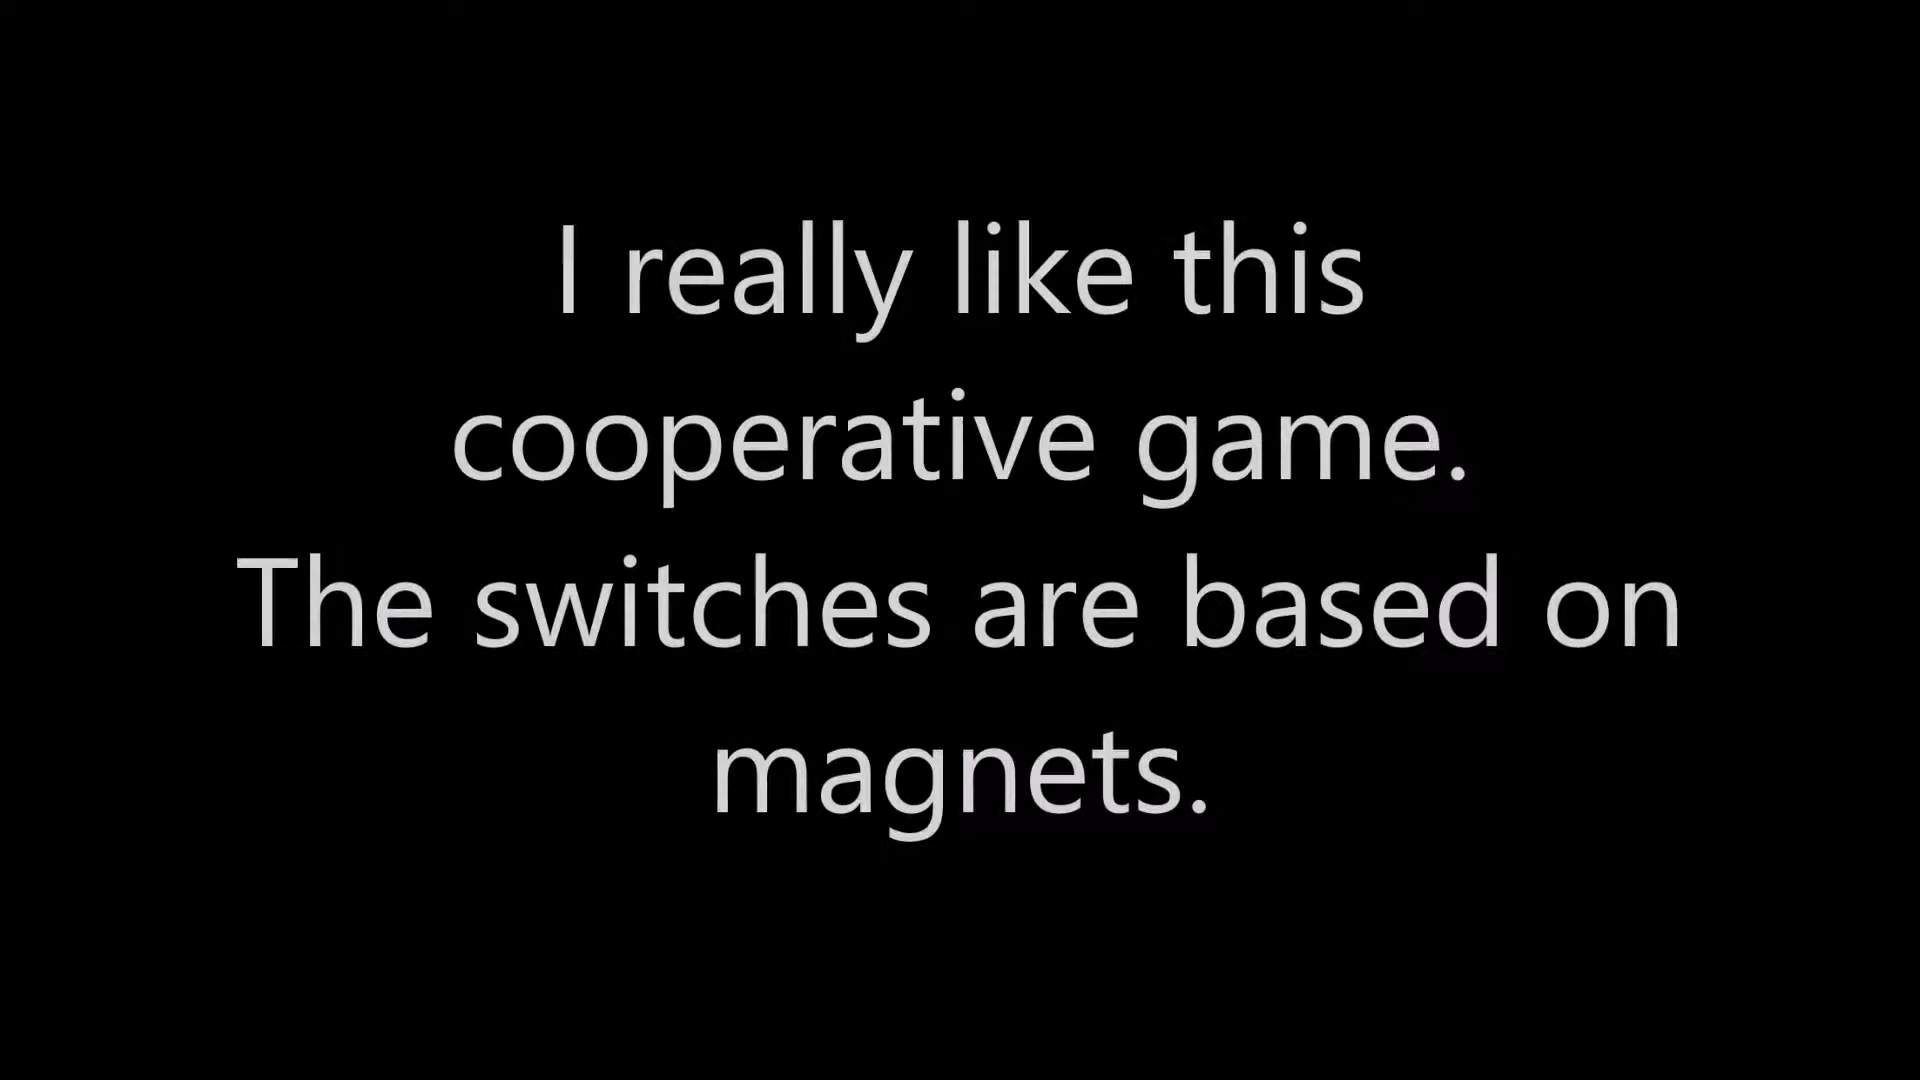 I really like this
cooperative game.
The switches are based on
magnets.